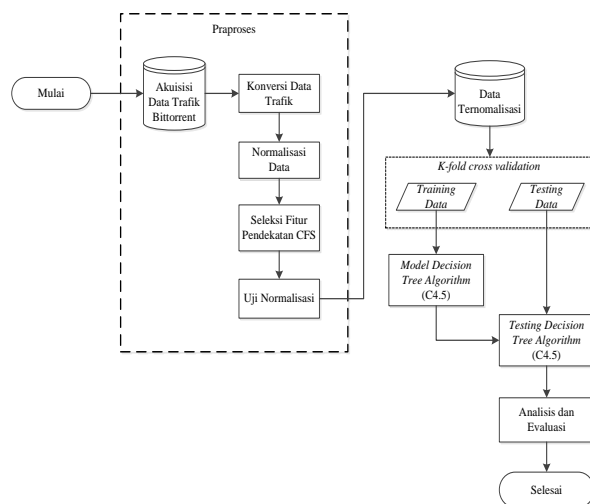 Praproses
Mulai
Akuisisi
Data Trafik
Bittorrent
Konversi Data
Trafik
Normalisasi
Data
Seleksi Fitur
Pendekatan CFS
Uji Normalisasi
Data
Ternomalisasi
K-fold cross validation
Training
Data
Testing
Data
Model Decision
Tree Algorithm
(C4.5)
Testing Decision
Tree Algorithm
(C4.5)
Analisis dan
Evaluasi
Selesai